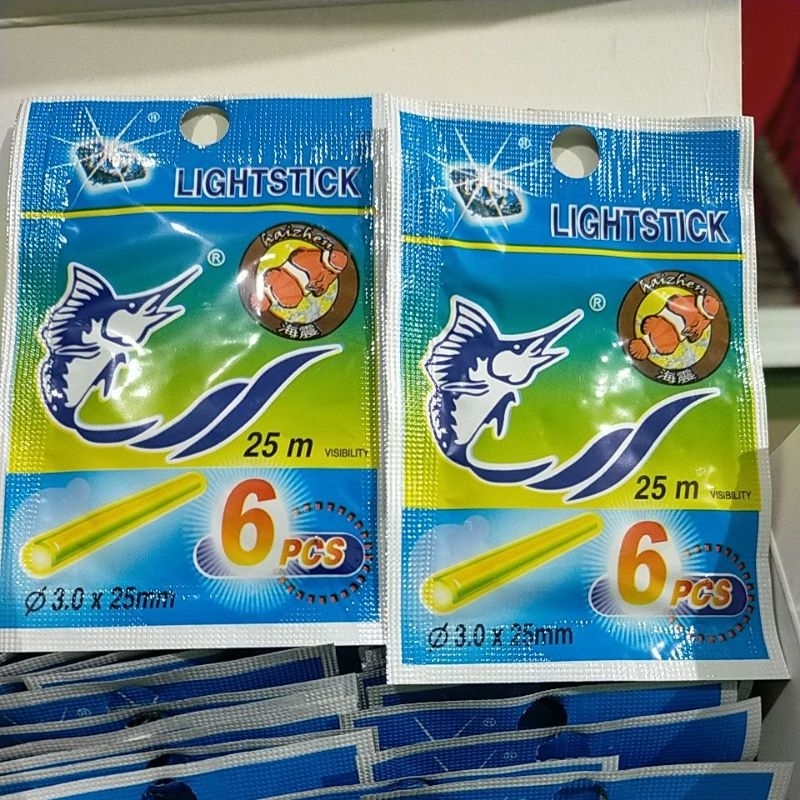 ®
LIGHTSTICK
®
haizhen
海震
25 m VISIBILITY
6 PCS
Ø 3.0 x 25mm
®
LIGHTSTICK
®
haizhen
海震
25 m VISIBILITY
6 PCS
Ø 3.0 x 25mm
®
®